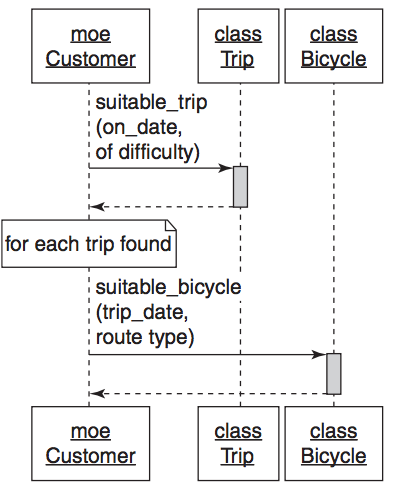 moe
Customer
class
Trip
class
Bicycle
suitable_trip
(on_date,
of difficulty)
for each trip found
suitable_bicycle
(trip_date,
route type)
moe
Customer
class
Trip
class
Bicycle